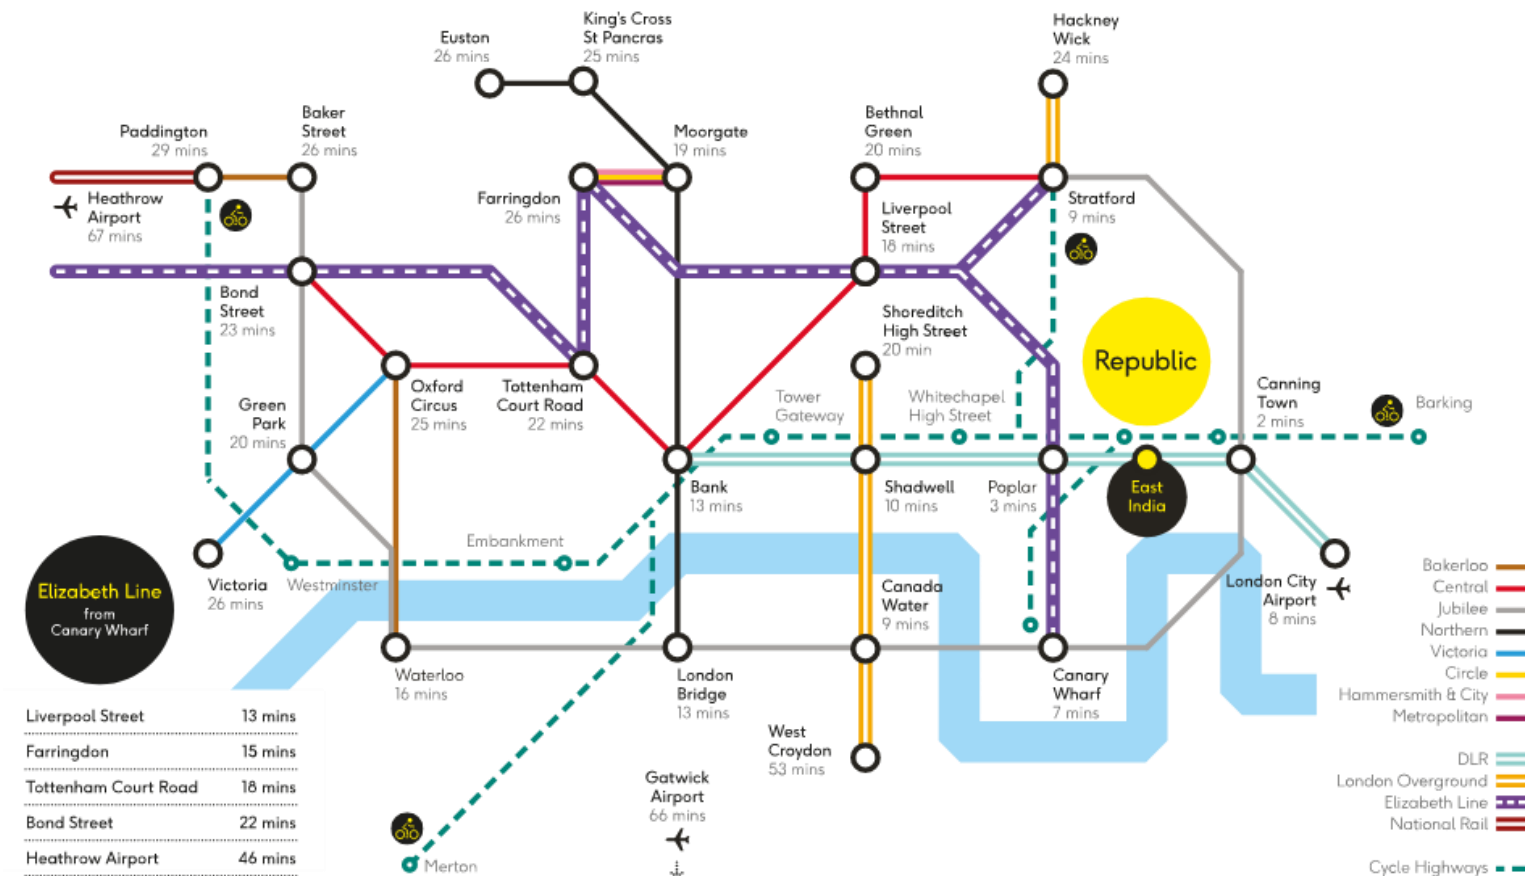 King's Cross
St Pancras
25 mins
Euston
26 mins
Hackney
Wick
24 mins
Paddington
29 mins
Baker
Street
26 mins
Moorgate
19 mins
Bethnal
Green
20 mins
Heathrow
Airport
67 mins
Farringdon
26 mins
Liverpool
Street
18 mins
Stratford
9 mins
Bond
Street
23 mins
Shoreditch
High Street
20 min
Republic
Green
Park
20 mins
Oxford
Circus
25 mins
Tottenham
Court Road
22 mins
Tower
Gateway
Whitechapel
High Street
Canning
Town
2 mins
Barking
Bank
13 mins
Shadwell
10 mins
Poplar
3 mins
East
India
Embankment
Westminster
Victoria
26 mins
Canada
Water
9 mins
London City
Airport
8 mins
Elizabeth Line
from
Canary Wharf
Waterloo
16 mins
London
Bridge
13 mins
Canary
Wharf
7 mins
West
Croydon
53 mins
Gatwick
Airport
66 mins
Merton
Liverpool Street 13 mins
Farringdon 15 mins
Tottenham Court Road 18 mins
Bond Street 22 mins
Heathrow Airport 46 mins
Bakerloo
Central
Jubilee
Northern
Victoria
Circle
Hammersmith & City
Metropolitan
DLR
London Overground
Elizabeth Line
National Rail
Cycle Highways